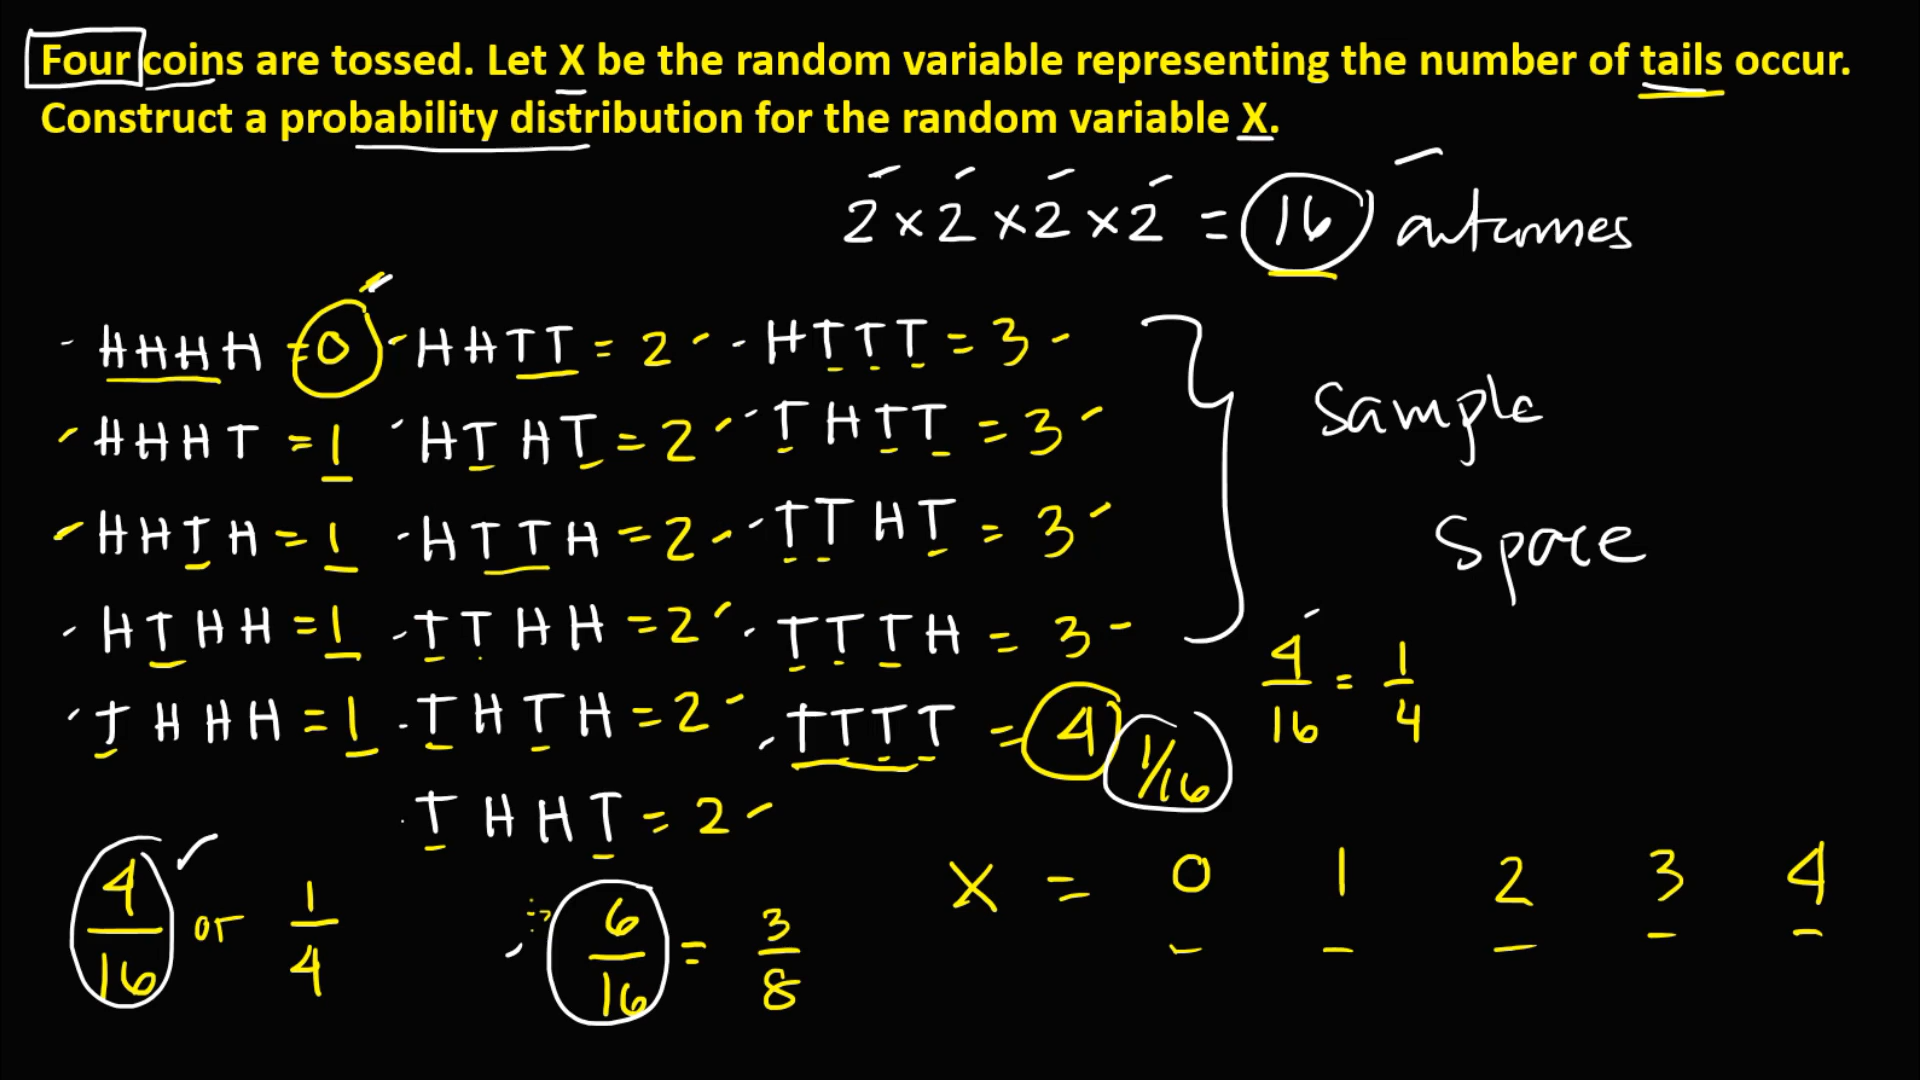 Four coins are tossed. Let X be the random variable representing the number of tails occur.
Construct a probability distribution for the random variable X.
2 × 2 × 2 × 2 = 16 outcomes
HHHH = 0 HHTT = 2 HTTT = 3
HHHT = 1 HTHT = 2 THTT = 3
Sample
HHTH = 1 HTTH = 2 TTHT = 3
Space
HTHH = 1 TTHH = 2 TTTH = 3
4/16 = 1/4
THHH = 1 THTH = 2 TTTT = 4 1/16
THHT = 2
X = 0 1 2 3 4
4/16 or 1/4 6/16 = 3/8